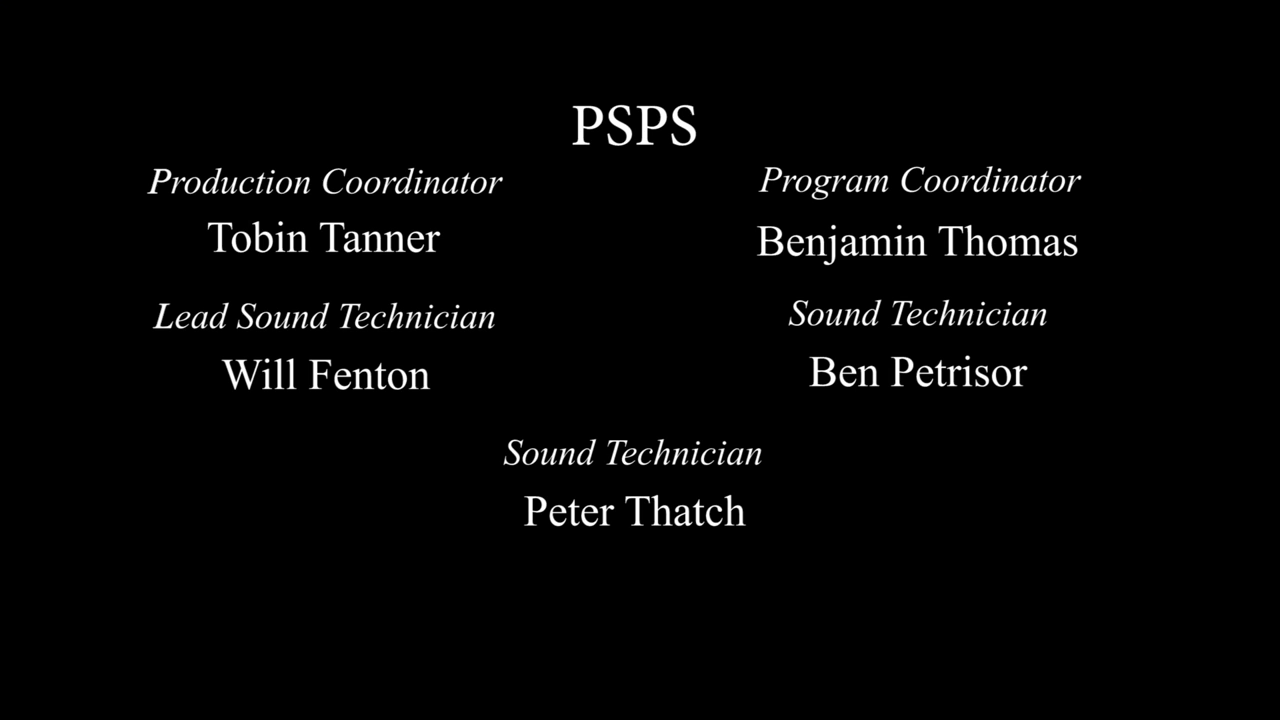 PSPS
Production Coordinator
Tobin Tanner
Program Coordinator
Benjamin Thomas
Lead Sound Technician
Will Fenton
Sound Technician
Ben Petrisor
Sound Technician
Peter Thatch